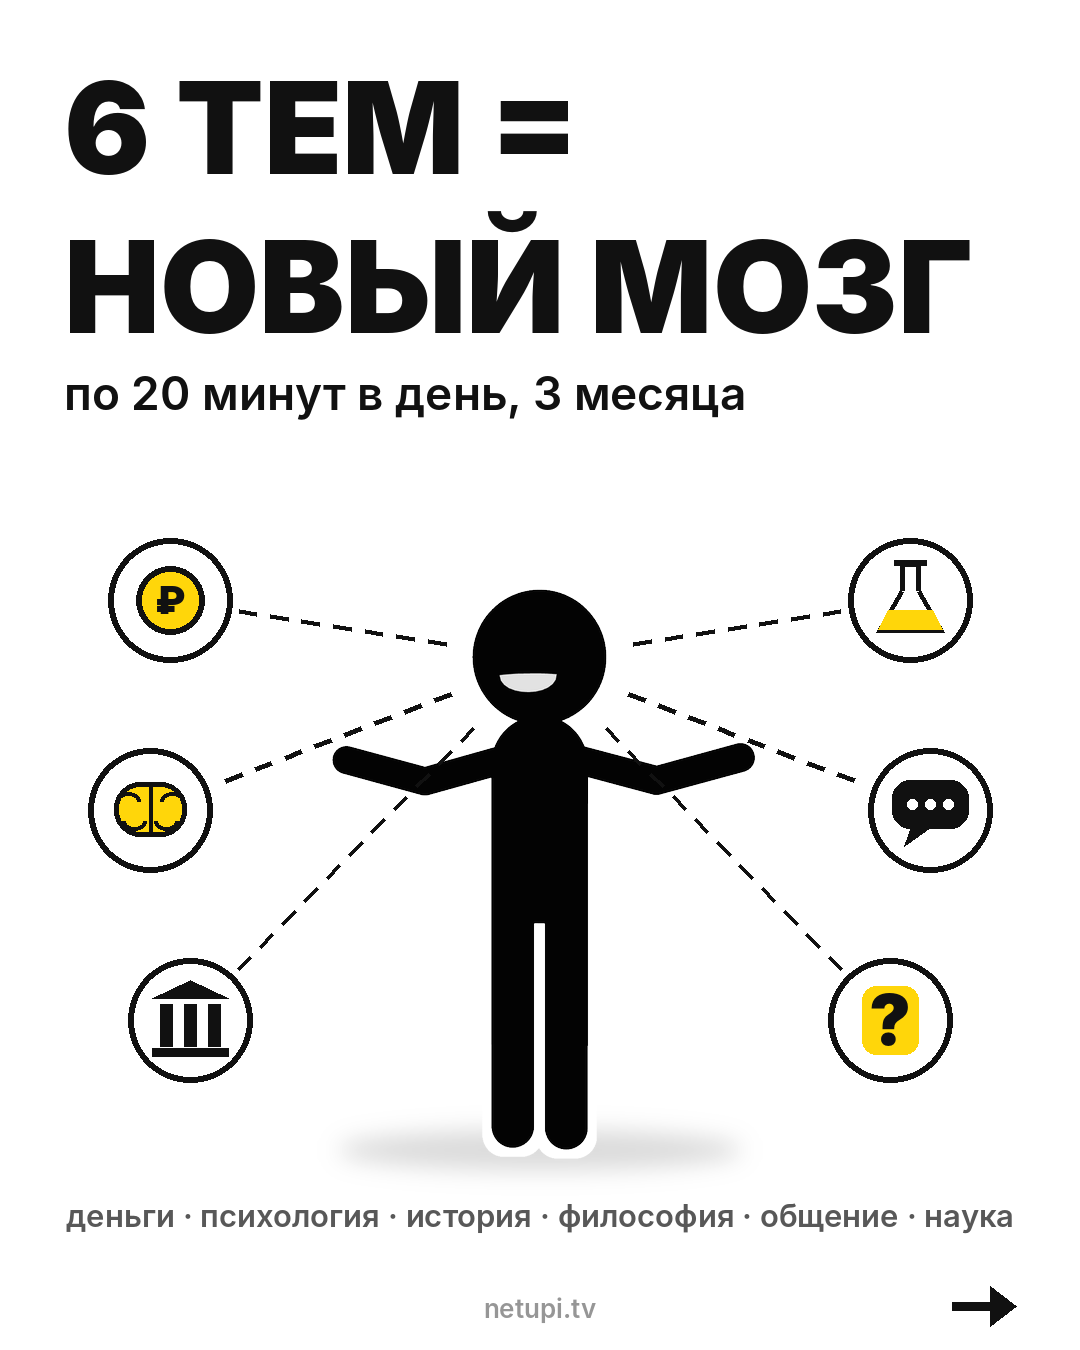 6 ТЕМ =
НОВЫЙ МОЗГ
по 20 минут в день, 3 месяца
₽
?
деньги · психология · история · философия · общение · наука
netupi.tv